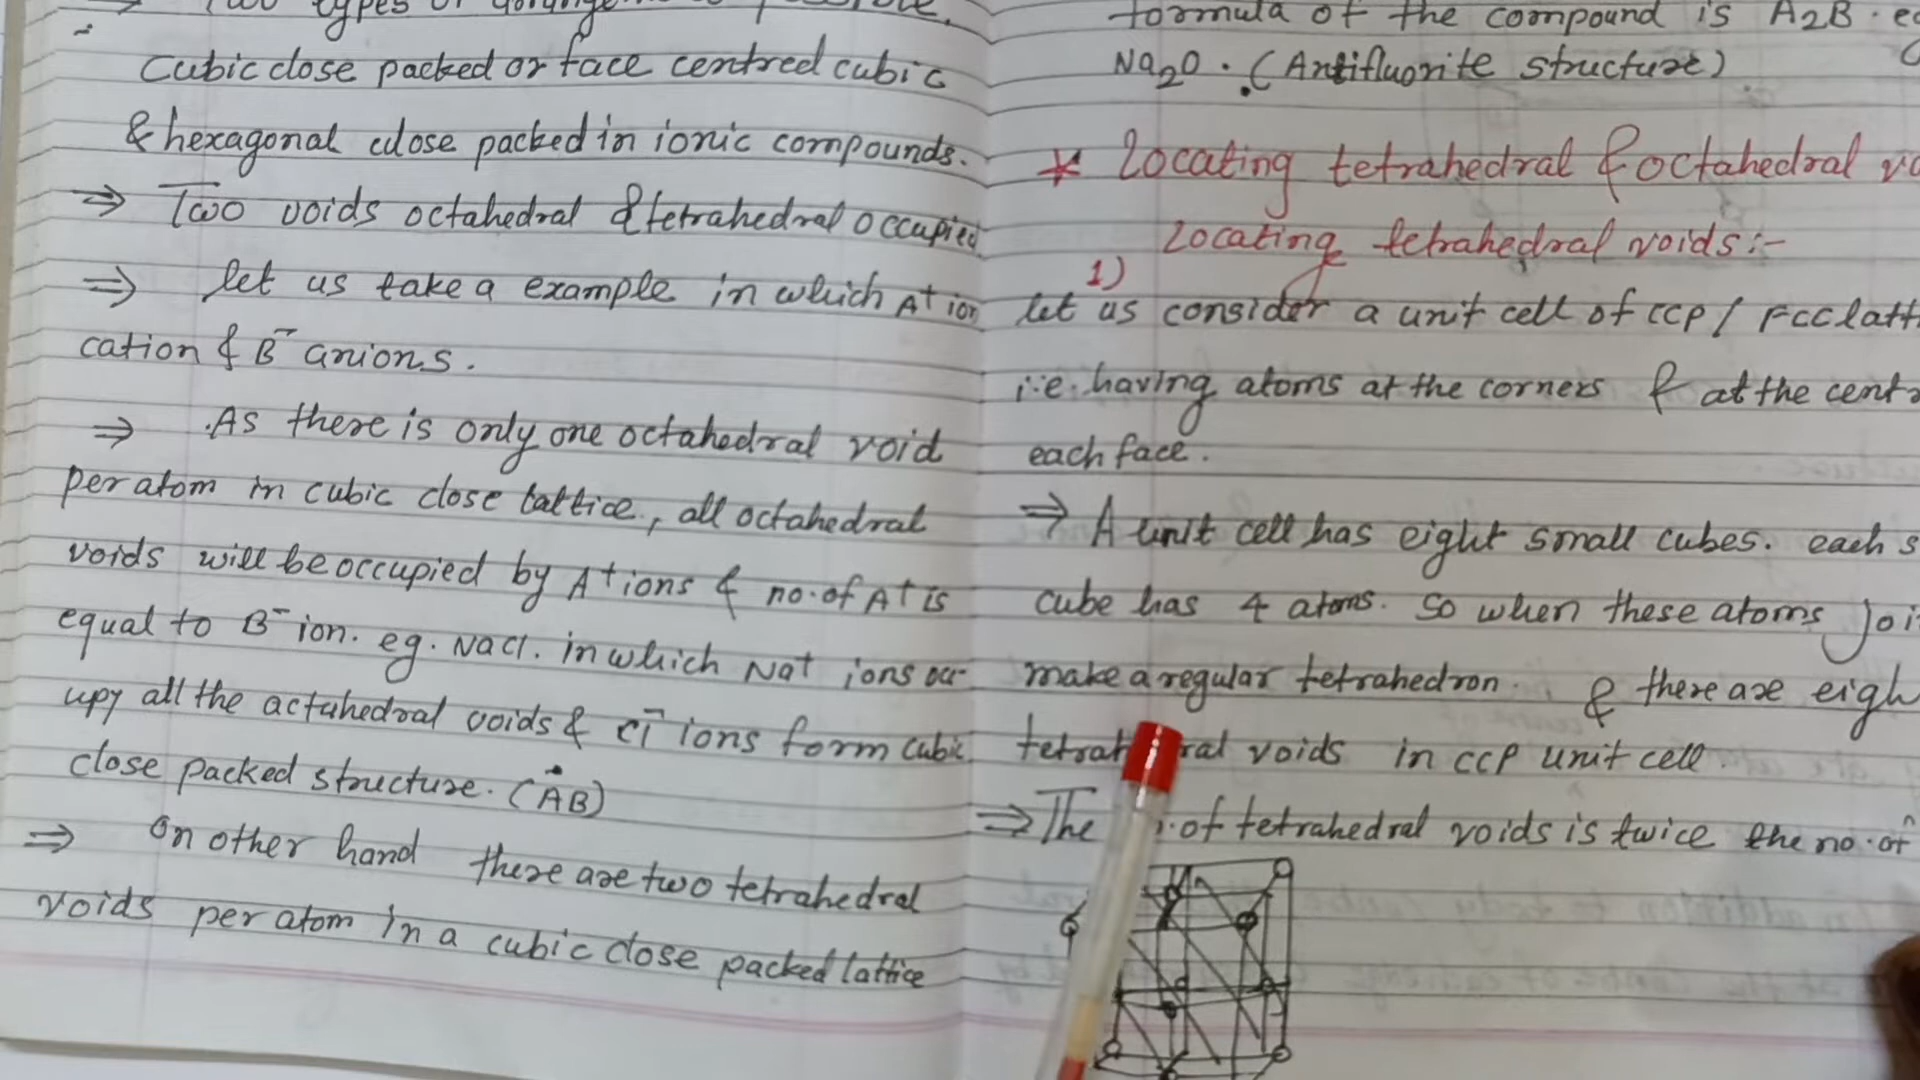 Two types of
cubic close packed or face centred cubic
& hexagonal close packed in ionic compounds.
⇒ Two voids octahedral & tetrahedral occupied
⇒ let us take a example in which A+ ion
cation & B- anions.
⇒ As there is only one octahedral void
per atom in cubic close lattice, all octahedral
voids will be occupied by A+ ions & no. of A+ is
equal to B- ion. eg. NaCl. in which Na+ ions occ-
upy all the actahedral voids & Cl- ions form cubic
close packed structure. (AB)
⇒ on other hand there are two tetrahedral
voids per atom in a cubic close packed lattice
formula of the compound is A2B.
Na2O. (Antifluorite structure)
* Locating tetrahedral & octahedral
Locating tetrahedral voids :-
1)
let us consider a unit cell of CCP / FCC
i.e. having atoms at the corners & at the
each face.
⇒ A unit cell has eight small cubes. each
cube has 4 atoms. so when these atoms
make a regular tetrahedron. & there are
voids in CCP unit cell.
⇒ The of tetrahedral voids is twice the no. of